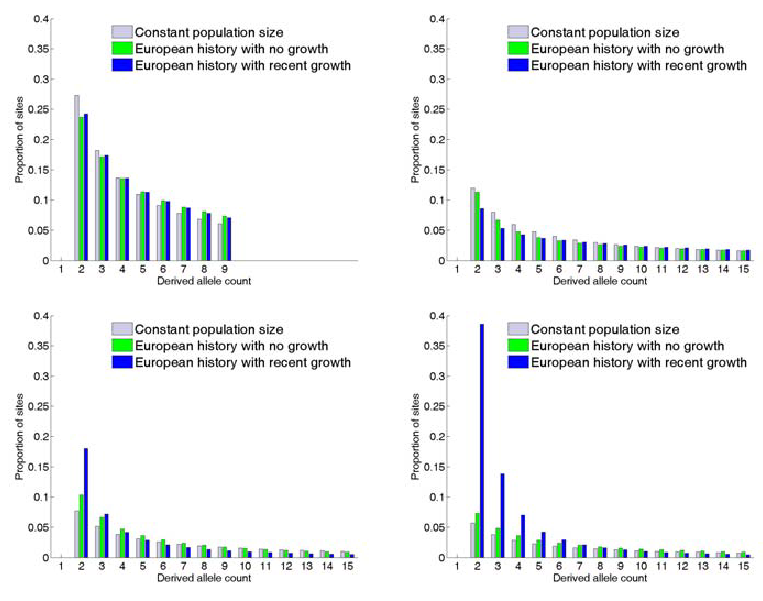 0.4
0.35
0.3
0.25
0.2
0.15
0.1
0.05
0
Proportion of sites
Constant population size
European history with no growth
European history with recent growth
1 2 3 4 5 6 7 8 9
Derived allele count
0.4
0.35
0.3
0.25
0.2
0.15
0.1
0.05
0
Proportion of sites
Constant population size
European history with no growth
European history with recent growth
1 2 3 4 5 6 7 8 9 10 11 12 13 14 15
Derived allele count
0.4
0.35
0.3
0.25
0.2
0.15
0.1
0.05
0
Proportion of sites
Constant population size
European history with no growth
European history with recent growth
1 2 3 4 5 6 7 8 9 10 11 12 13 14 15
Derived allele count
0.4
0.35
0.3
0.25
0.2
0.15
0.1
0.05
0
Proportion of sites
Constant population size
European history with no growth
European history with recent growth
1 2 3 4 5 6 7 8 9 10 11 12 13 14 15
Derived allele count